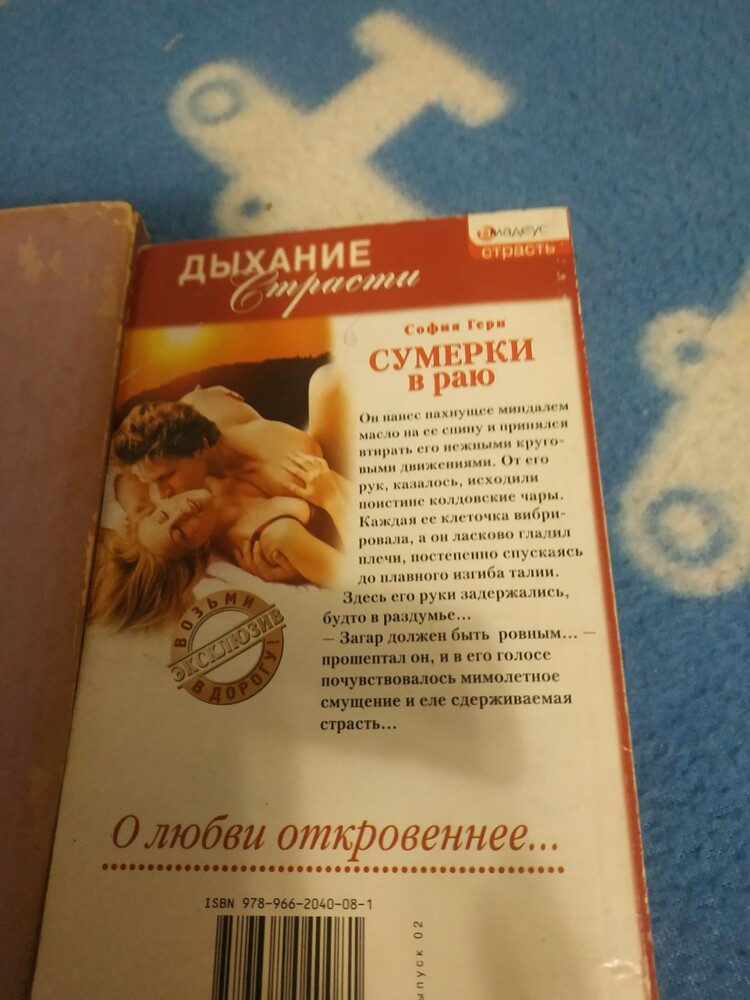 амадеус
страсть
ДЫХАНИЕ
Страсти
София Герн
СУМЕРКИ
в раю
Он нанес пахнущее миндалем
масло на ее спину и принялся
втирать его нежными круго-
выми движениями. От его
рук, казалось, исходили
поистине колдовские чары.
Каждая ее клеточка вибри-
ровала, а он ласково гладил
плечи, постепенно спускаясь
до плавного изгиба талии.
Здесь его руки задержались,
будто в раздумье...
— Загар должен быть ровным... —
прошептал он, и в его голосе
почувствовалось мимолетное
смущение и еле сдерживаемая
страсть...
ВОЗЬМИ
ЭКСКЛЮЗИВ
В ДОРОГУ!
О любви откровеннее...
ISBN 978-966-2040-08-1
ыпуск 02